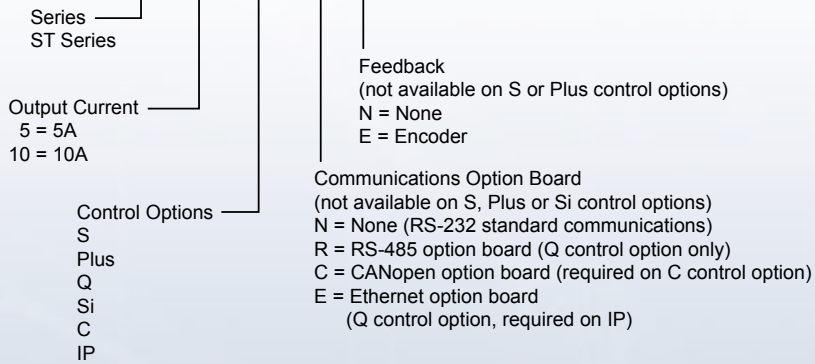 Series
ST Series
Output Current
5 = 5A
10 = 10A
Control Options
S
Plus
Q
Si
C
IP
Feedback
(not available on S or Plus control options)
N = None
E = Encoder
Communications Option Board
(not available on S, Plus or Si control options)
N = None (RS-232 standard communications)
R = RS-485 option board (Q control option only)
C = CANopen option board (required on C control option)
E = Ethernet option board
(Q control option, required on IP)